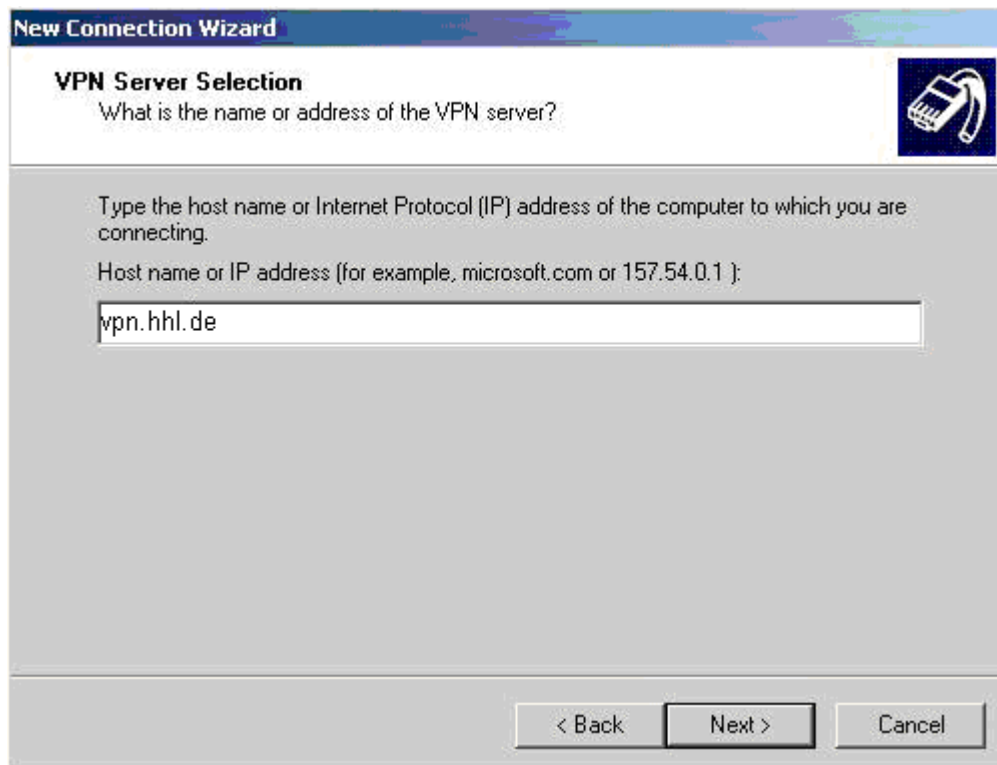 New Connection Wizard
VPN Server Selection
What is the name or address of the VPN server?
Type the host name or Internet Protocol (IP) address of the computer to which you are
connecting.
Host name or IP address (for example, microsoft.com or 157.54.0.1 ):
vpn.hhl.de
< Back Next > Cancel